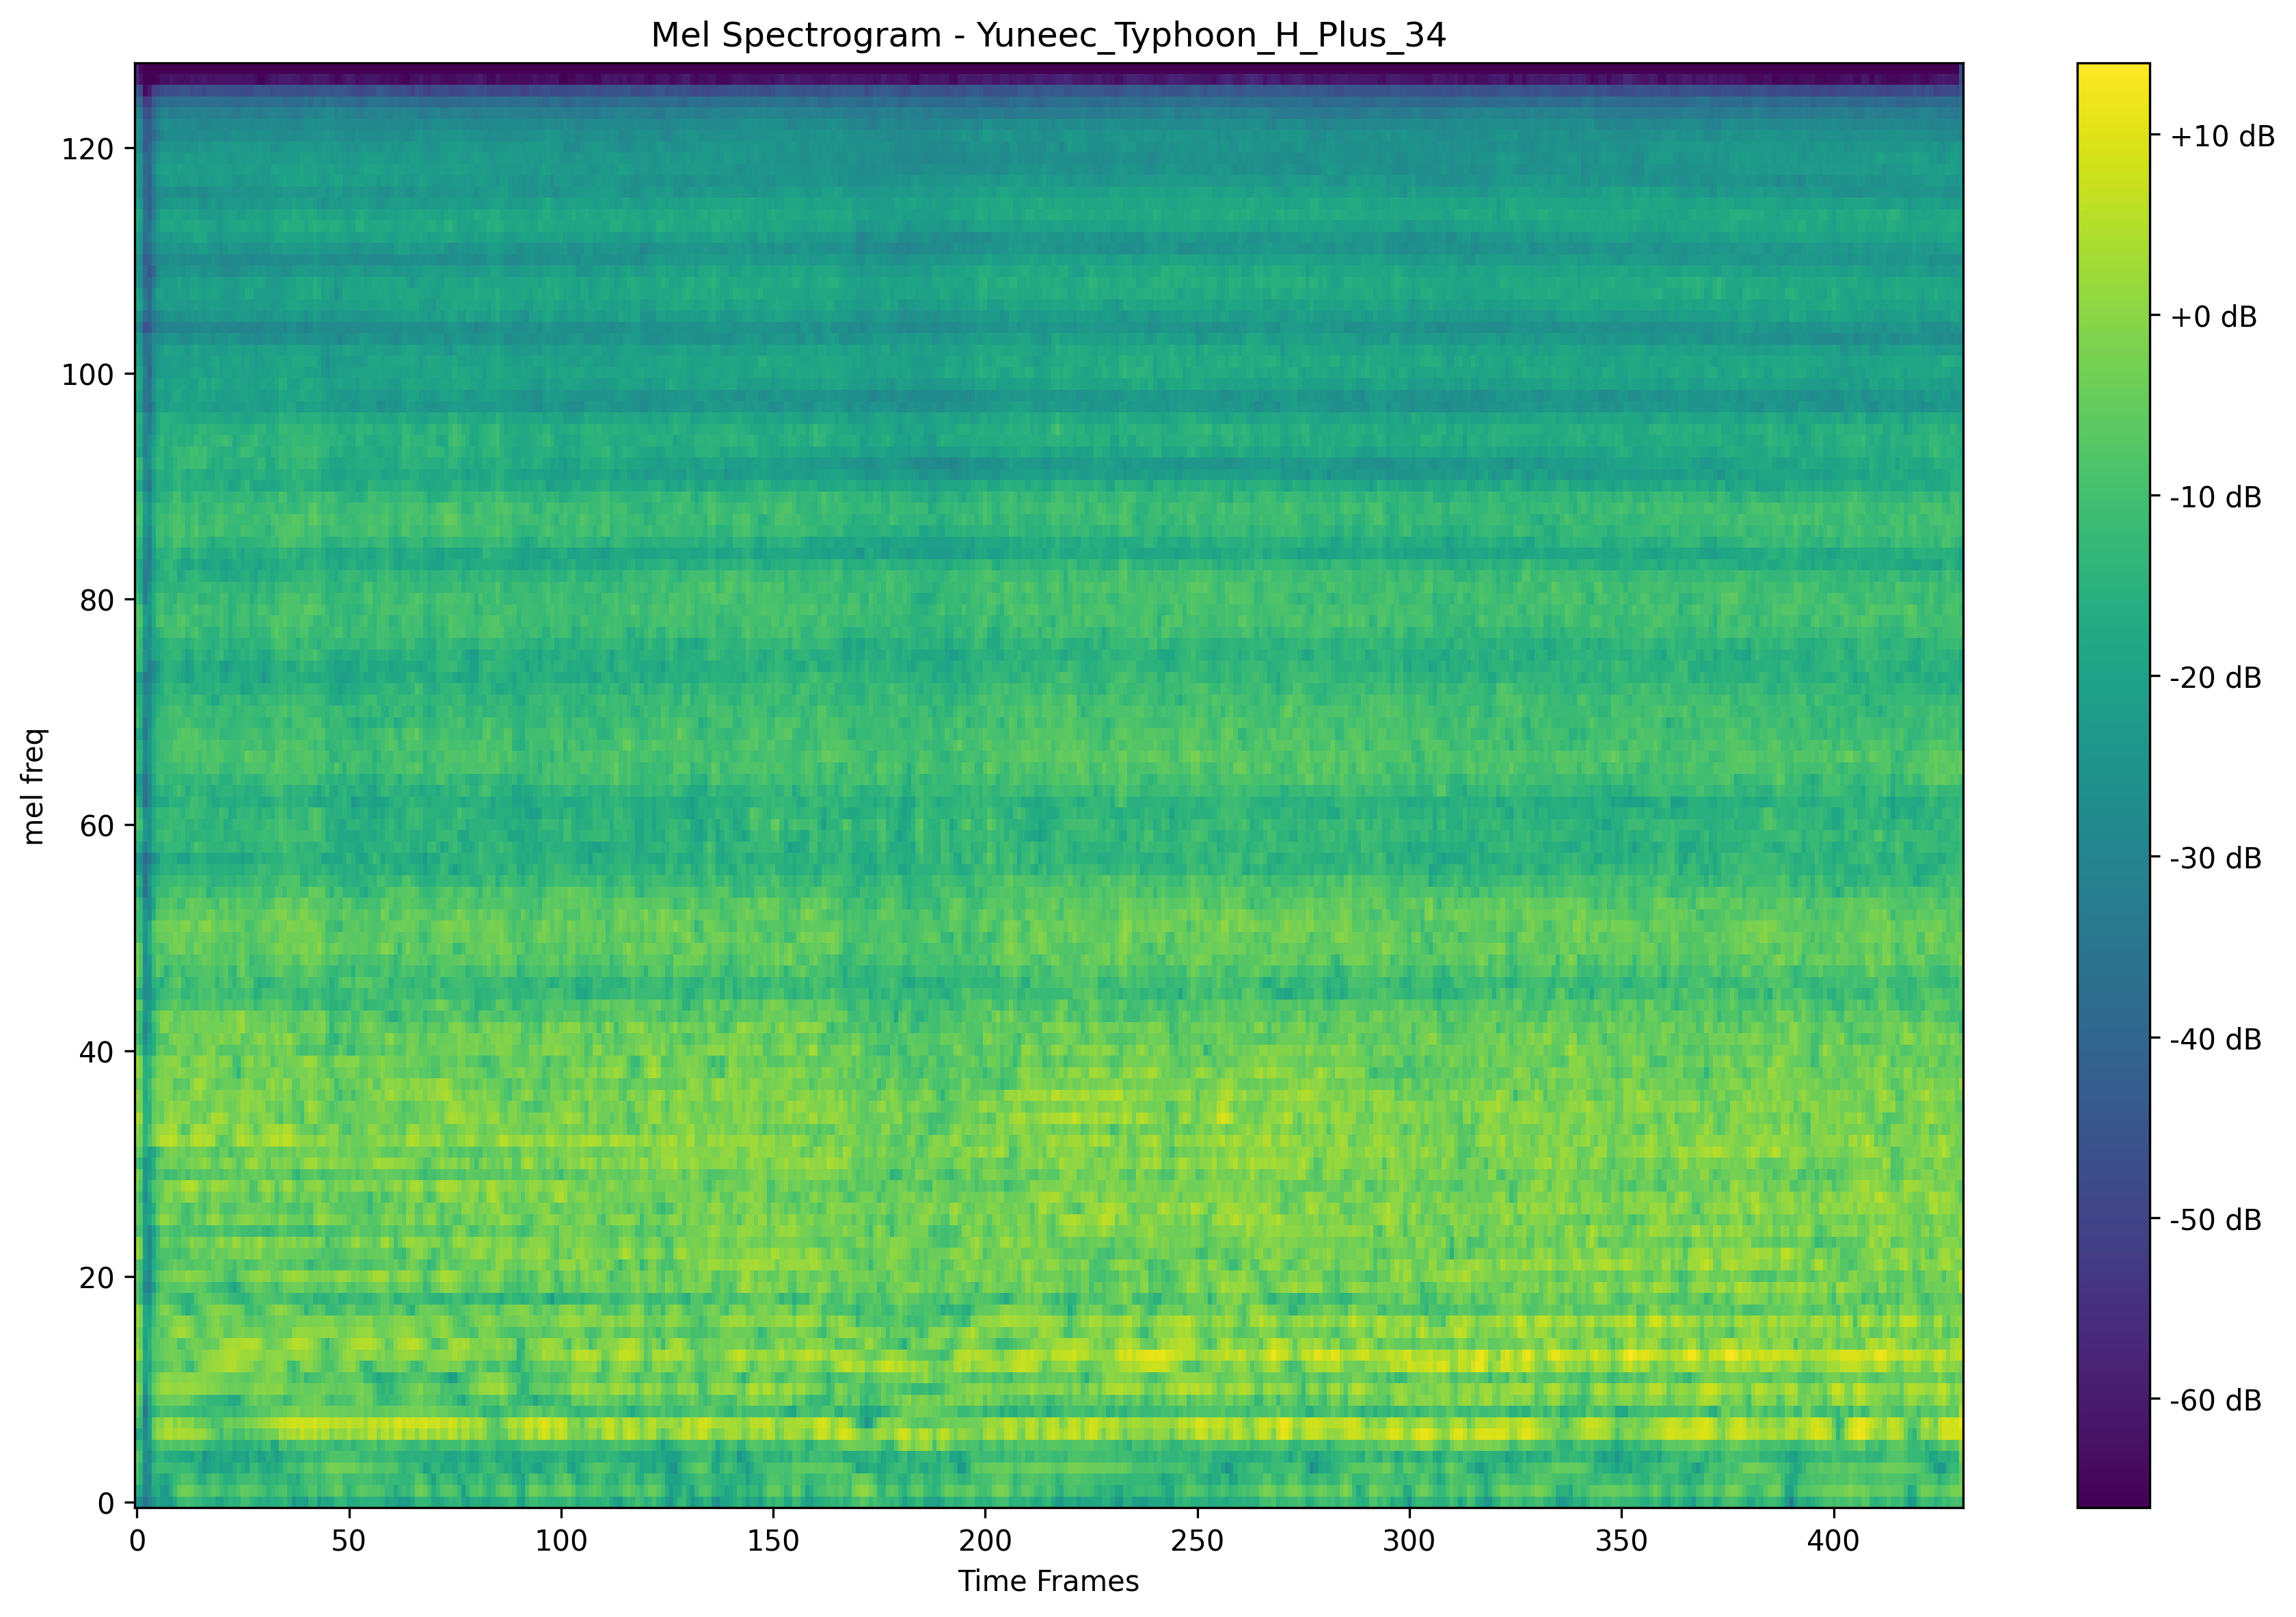 Mel Spectrogram - Yuneec_Typhoon_H_Plus_34
mel freq
120
100
80
60
40
20
0
0 50 100 150 200 250 300 350 400
Time Frames
+10 dB
+0 dB
-10 dB
-20 dB
-30 dB
-40 dB
-50 dB
-60 dB